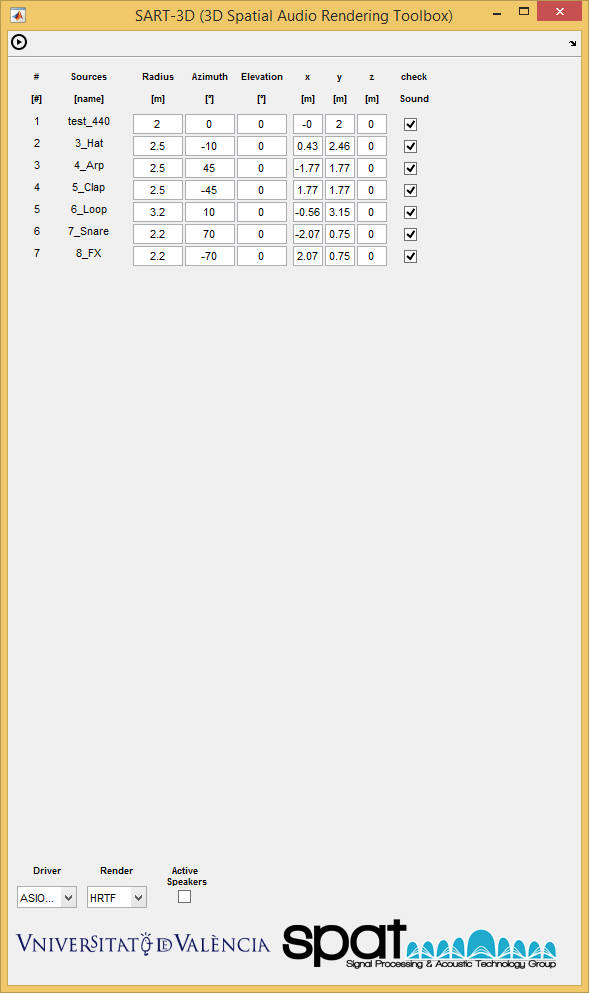 SART-3D (3D Spatial Audio Rendering Toolbox)
# Sources Radius Azimuth Elevation x y z check
[#] [name] [m] [º] [º] [m] [m] [m] Sound
1 test_440 2 0 0 -0 2 0
2 3_Hat 2.5 -10 0 0.43 2.46 0
3 4_Arp 2.5 45 0 -1.77 1.77 0
4 5_Clap 2.5 -45 0 1.77 1.77 0
5 6_Loop 3.2 10 0 -0.56 3.15 0
6 7_Snare 2.2 70 0 -2.07 0.75 0
7 8_FX 2.2 -70 0 2.07 0.75 0
Driver Render Active
Speakers
ASIO... HRTF
VNIVERSITATÖDEVALÈNCIA spat
Signal Processing & Acoustic Technology Group